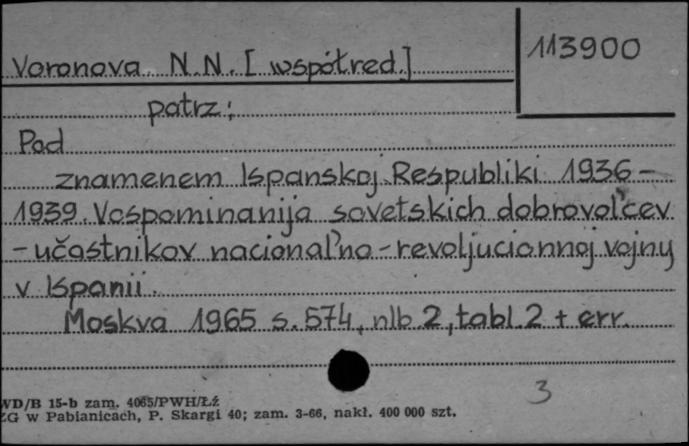 113900
Voronova N.N. [współred.]
patrz:
Pod
znamenem Ispanskoj Respubliki 1936-
1939. Vospominanija sovetskich dobrovol'cev
-učastnikov nacional'no-revoljucionnoj vojny
v Ispanii.
Moskva 1965 s. 574, nlb 2, tabl. 2 + err.
3
WD/B 15-b zam. 4065/PWH/Łź
ZG w Pabianicach, P. Skargi 40; zam. 3-66, nakł. 400 000 szt.